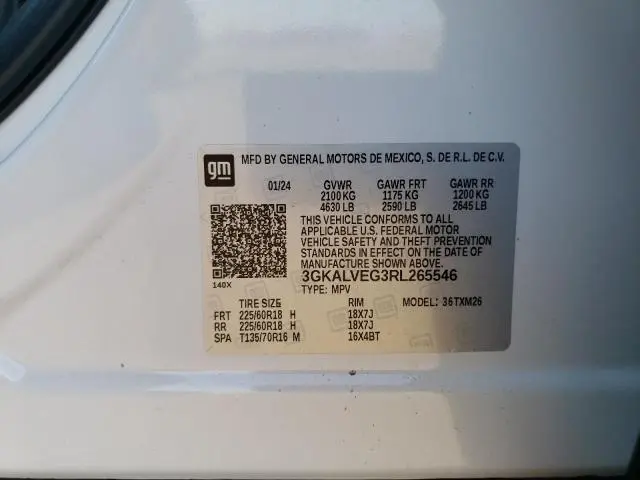 gm MFD BY GENERAL MOTORS DE MEXICO, S. DE R.L. DE C.V.
01/24 GVWR GAWR FRT GAWR RR
2100 KG 1175 KG 1200 KG
4630 LB 2590 LB 2645 LB
THIS VEHICLE CONFORMS TO ALL
APPLICABLE U.S. FEDERAL MOTOR
VEHICLE SAFETY AND THEFT PREVENTION
STANDARDS IN EFFECT ON THE DATE OF
MANUFACTURE SHOWN ABOVE.
3GKALVEG3RL265546
140X
TYPE: MPV
TIRE SIZE RIM MODEL: 36TXM26
FRT 225/60R18 H 18X7J
RR 225/60R18 H 18X7J
SPA T135/70R16 M 16X4BT